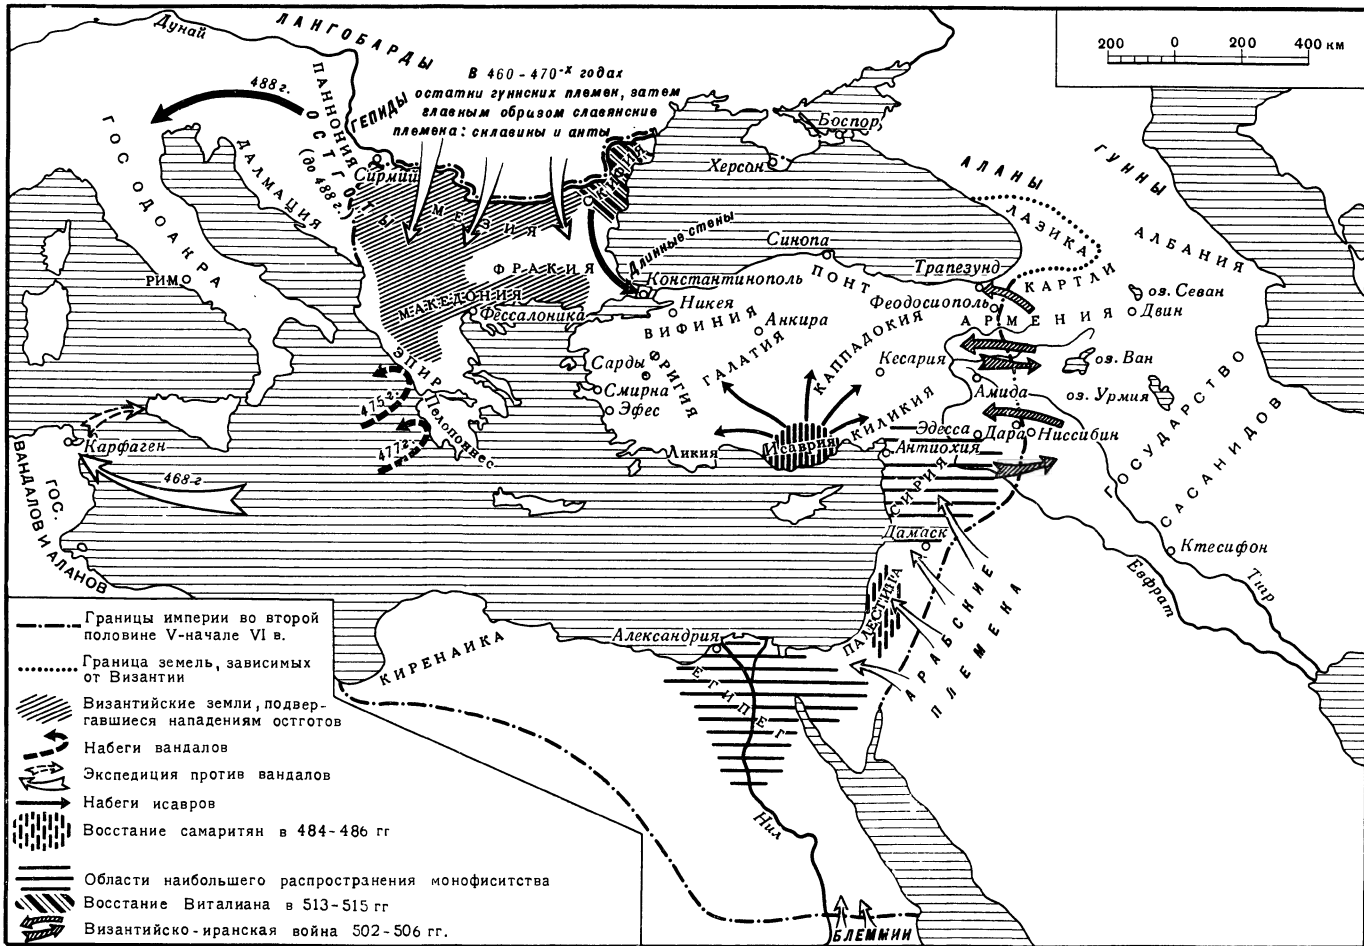 Дунай
ЛАНГОБАРДЫ
200 0 200 400 км
В 460-470-х годах
остатки гуннских племен, затем
главным образом славянские
племена: склавины и анты
488 г.
ПАННОНИЯ
ГЕПИДЫ
ОСТГОТЫ
(до 488 г.)
ГОС ОДОАКРА
ДАЛМАЦИЯ
Сирмий
СКИФИЯ
Боспор
Херсон
АЛАНЫ
ГУННЫ
МЕЗИЯ
ЛАЗИКА
АЛБАНИЯ
Длинные стены
Синопа
ФРАКИЯ
Константинополь
ПОНТ
Трапезунд
КАРТЛИ
РИМ
МАКЕДОНИЯ
Фессалоника
Никея
ВИФИНИЯ
Анкира
Феодосиополь
оз. Севан
АРМЕНИЯ
Двин
ЭПИР
Сарды
ФРИГИЯ
ГАЛАТИЯ
КАППАДОКИЯ
Кесария
оз. Ван
Смирна
Эфес
Амида
оз. Урмия
475 г.
Пелопоннес
477 г.
Карфаген
Ликия
Исаврия
КИЛИКИЯ
Эдесса
Дара
Ниссибин
Антиохия
ГОСУДАРСТВО
САСАНИДОВ
468 г
ГОС.
ВАНДАЛОВ И АЛАНОВ
СИРИЯ
Дамаск
Ктесифон
Евфрат
Тигр
ПАЛЕСТИНА
АРАБСКИЕ
ПЛЕМЕНА
Александрия
КИРЕНАИКА
ЕГИПЕТ
Нил
БЛЕММИИ
Границы империи во второй
половине V-начале VI в.
Граница земель, зависимых
от Византии
Византийские земли, подвер-
гавшиеся нападениям остготов
Набеги вандалов
Экспедиция против вандалов
Набеги исавров
Восстание самаритян в 484-486 гг
Области наибольшего распространения монофиситства
Восстание Виталиана в 513-515 гг
Византийско-иранская война 502-506 гг.